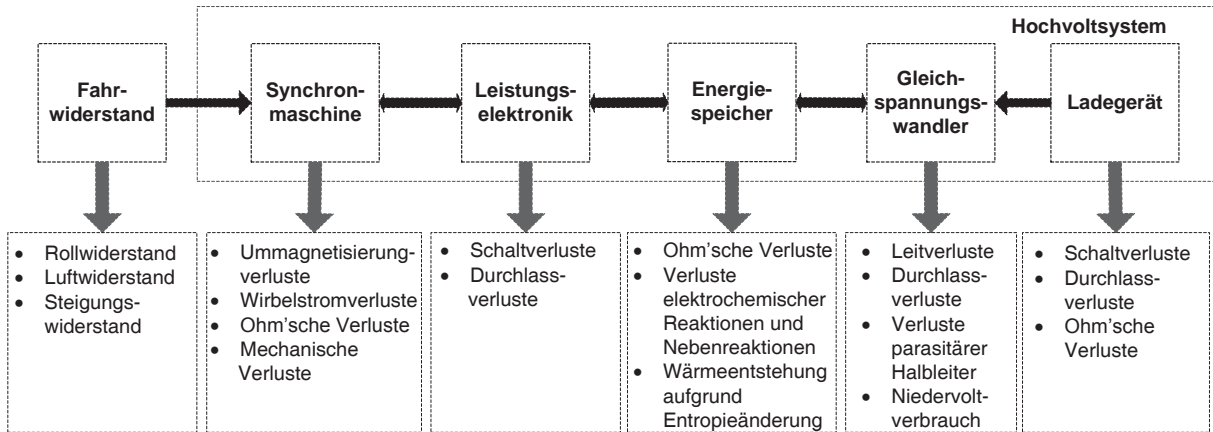 Hochvoltsystem
Fahr-
widerstand
Synchron-
maschine
Leistungs-
elektronik
Energie-
speicher
Gleich-
spannungs-
wandler
Ladegerät
• Rollwiderstand
• Luftwiderstand
• Steigungs-
widerstand
• Ummagnetisierung-
verluste
• Wirbelstromverluste
• Ohm’sche Verluste
• Mechanische
Verluste
• Schaltverluste
• Durchlass-
verluste
• Ohm’sche Verluste
• Verluste
elektrochemischer
Reaktionen und
Nebenreaktionen
• Wärmeentstehung
aufgrund
Entropieänderung
• Leitverluste
• Durchlass-
verluste
• Verluste
parasitärer
Halbleiter
• Niedervolt-
verbrauch
• Schaltverluste
• Durchlass-
verluste
• Ohm’sche
Verluste